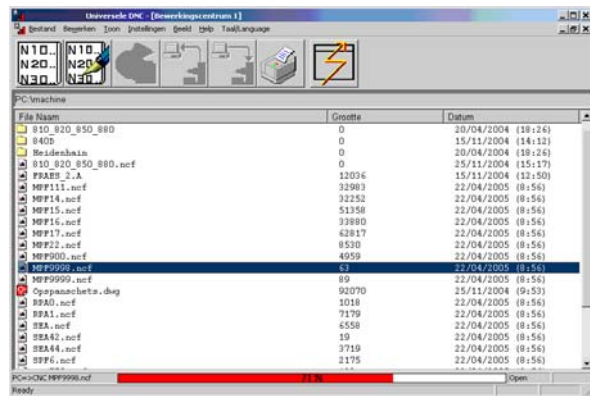 Universele DNC - [Bewerkingscentrum 1]
Bestand Bewerken Toon Instellingen Beeld Help Taal/Language
N10.. N10..
N20.. N20
N30.. N30..
PC:\machine
File Naam Grootte Datum
810_820_850_880 0 20/04/2004 (18:26)
840D 0 15/11/2004 (14:12)
Heidenhain 0 20/04/2004 (18:26)
810_820_850_880.ncf 0 25/11/2004 (15:17)
FRAES_2.A 12036 15/11/2004 (12:50)
MPF111.ncf 32983 22/04/2005 (8:56)
MPF14.ncf 32252 22/04/2005 (8:56)
MPF15.ncf 51358 22/04/2005 (8:56)
MPF16.ncf 33880 22/04/2005 (8:56)
MPF17.ncf 62817 22/04/2005 (8:56)
MPF22.ncf 8530 22/04/2005 (8:56)
MPF900.ncf 4959 22/04/2005 (8:56)
MPF9998.ncf 63 22/04/2005 (8:56)
MPF9999.ncf 89 22/04/2005 (8:56)
Opspanschets.dwg 92070 25/11/2004 (9:53)
RPA0.ncf 1018 22/04/2005 (8:56)
RPA1.ncf 7179 22/04/2005 (8:56)
SEA.ncf 6558 22/04/2005 (8:56)
SEA42.ncf 19 22/04/2005 (8:56)
SEA44.ncf 3719 22/04/2005 (8:56)
SPF6.ncf 2175 22/04/2005 (8:56)
PC=>CNC MPF9998.ncf Open
Ready